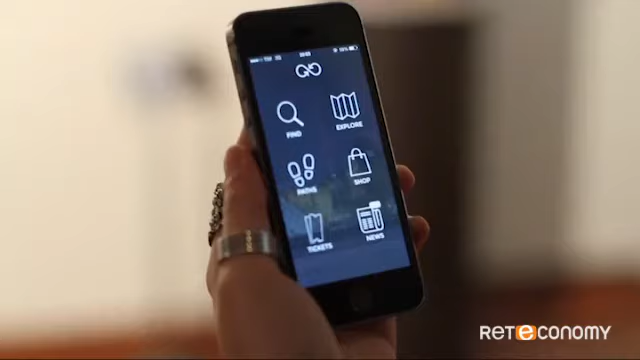 FIND
EXPLORE
PATHS
SHOP
TICKETS
NEWS
RETeCONOMY